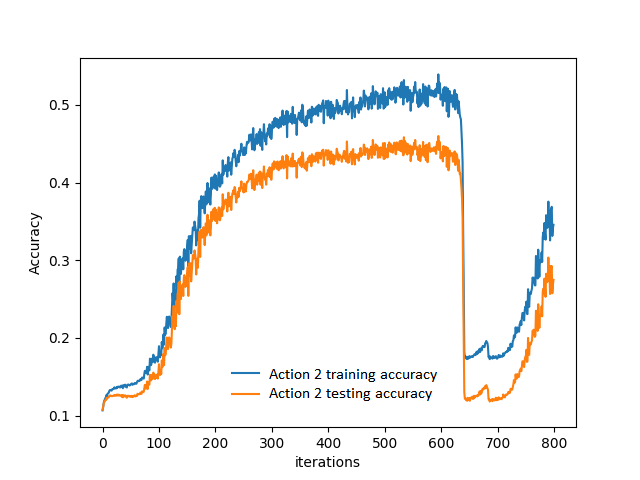 0.5
0.4
0.3
0.2
0.1
Accuracy
Action 2 training accuracy
Action 2 testing accuracy
0 100 200 300 400 500 600 700 800
iterations